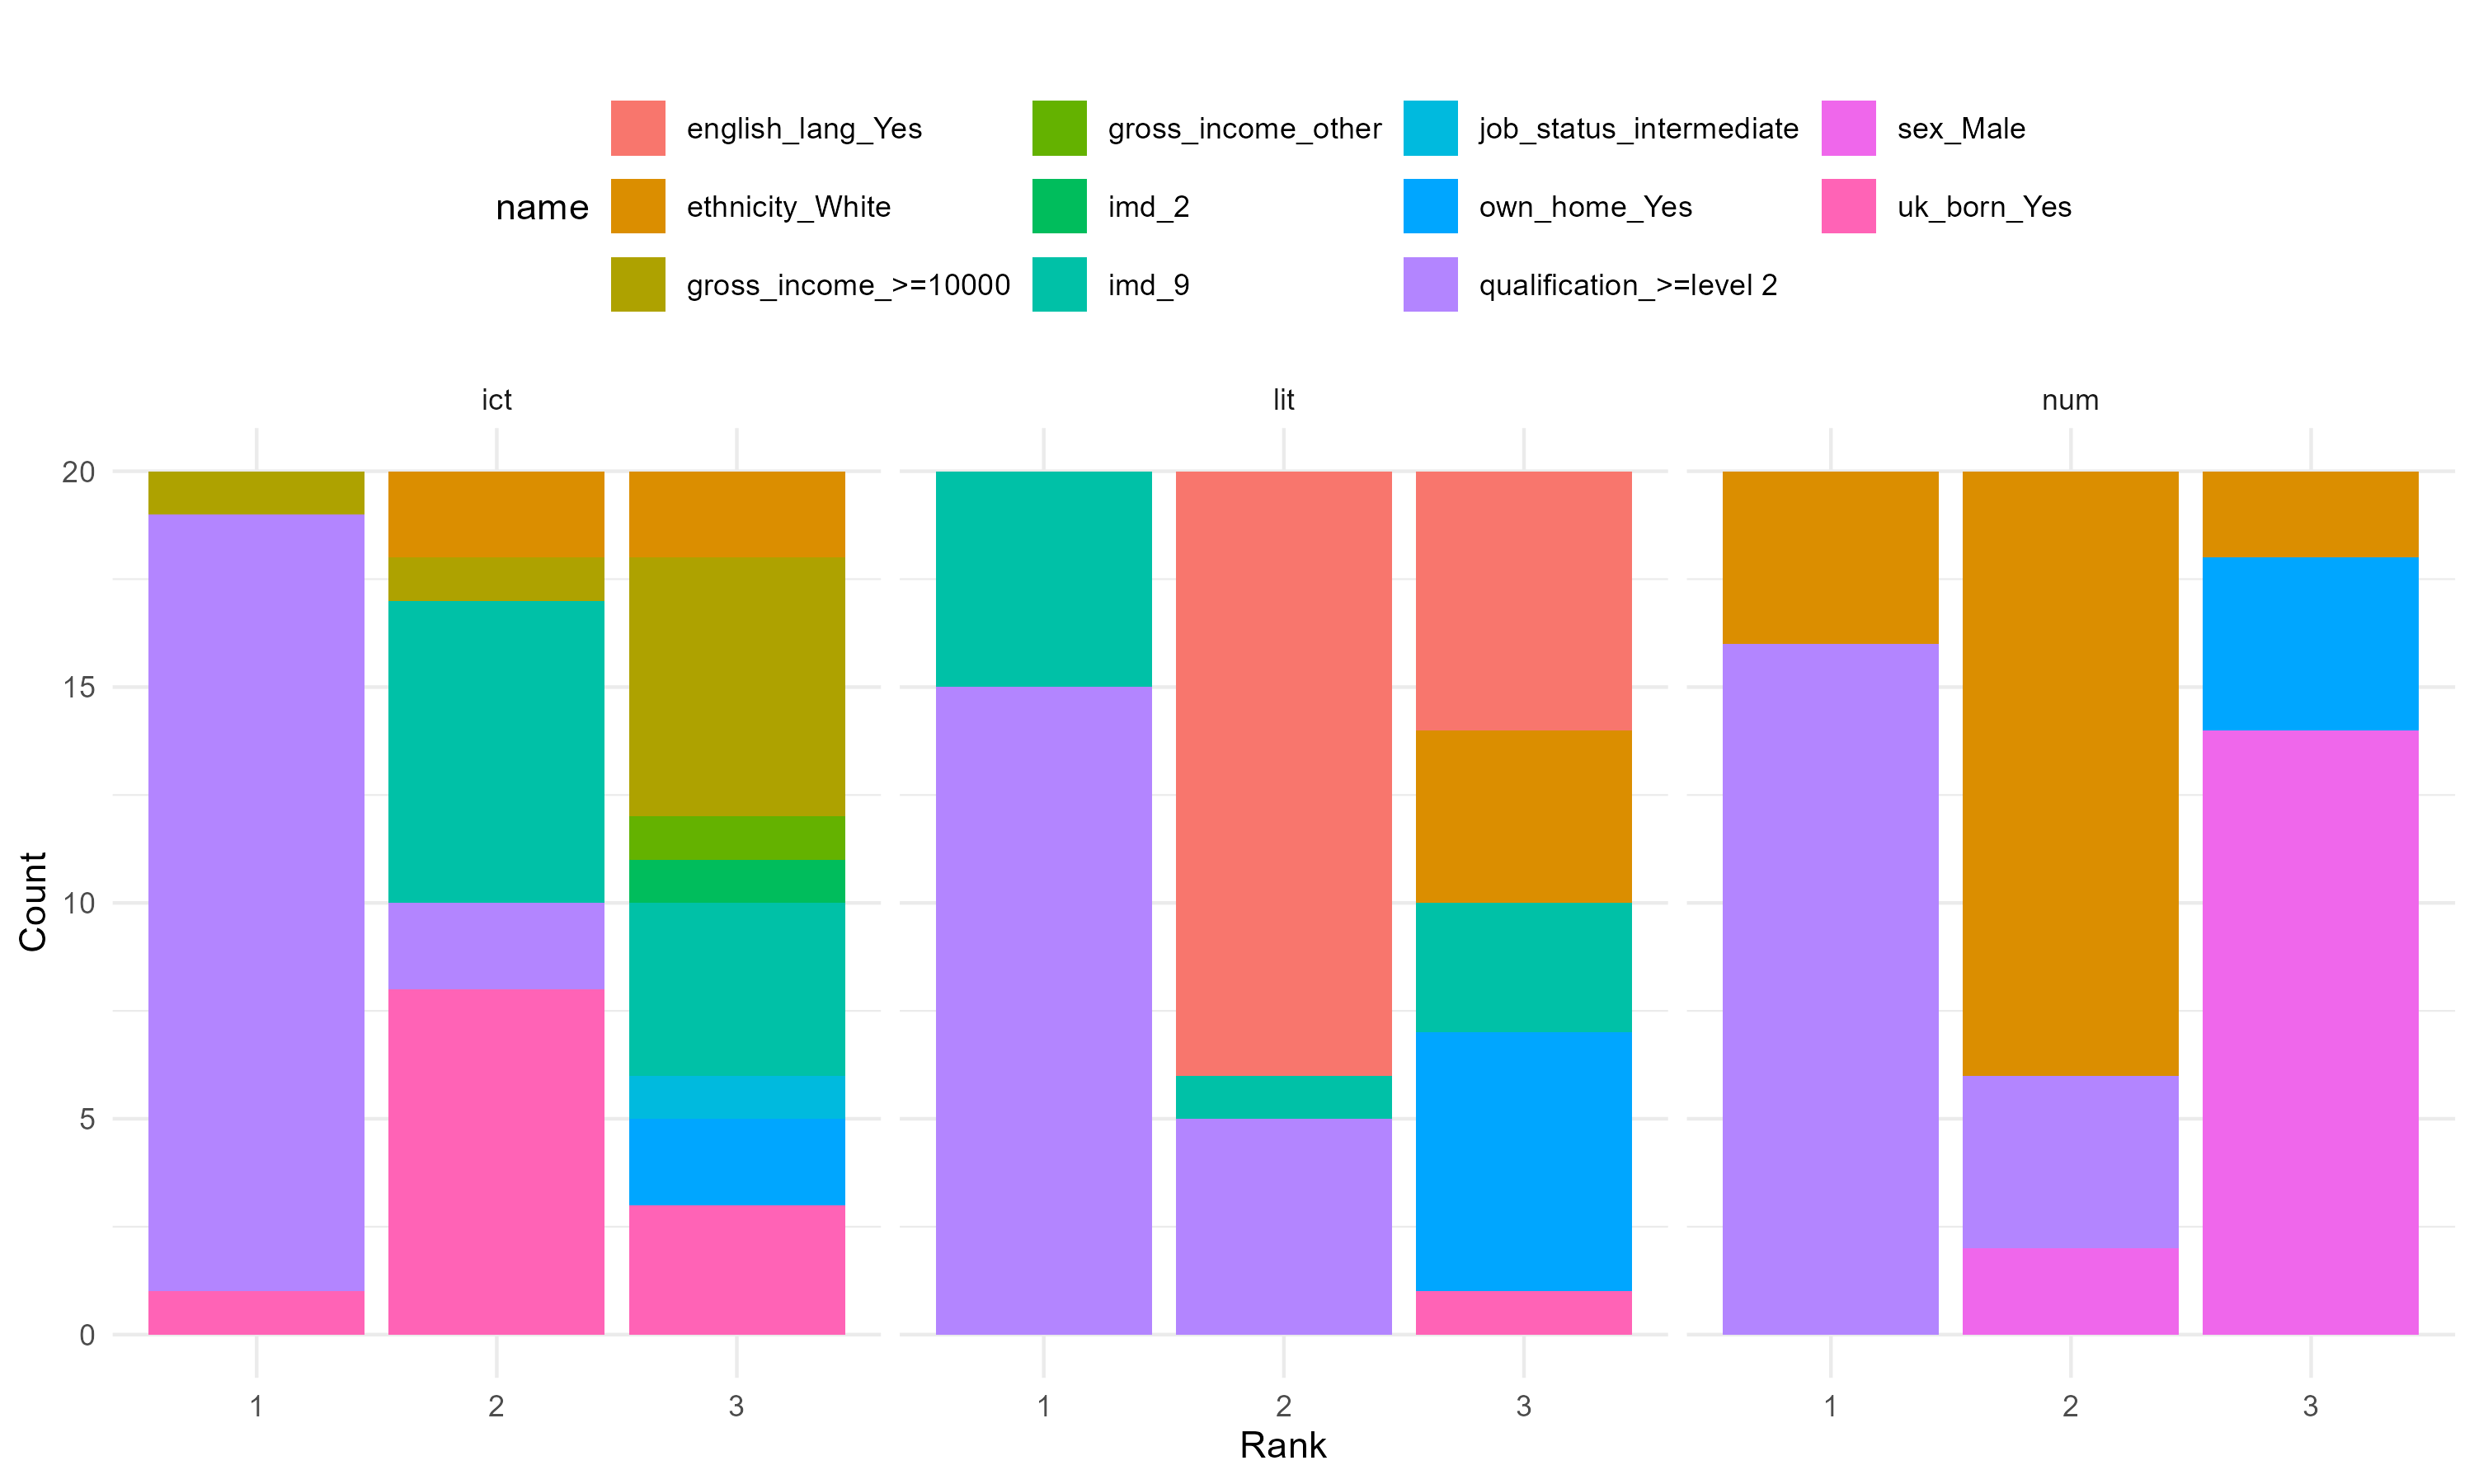 english_lang_Yes gross_income_other job_status_intermediate sex_Male
name ethnicity_White imd_2 own_home_Yes uk_born_Yes
gross_income_>=10000 imd_9 qualification_>=level 2
ict lit num
20
15
10
5
0
Count
1 2 3 1 2 3 1 2 3
Rank